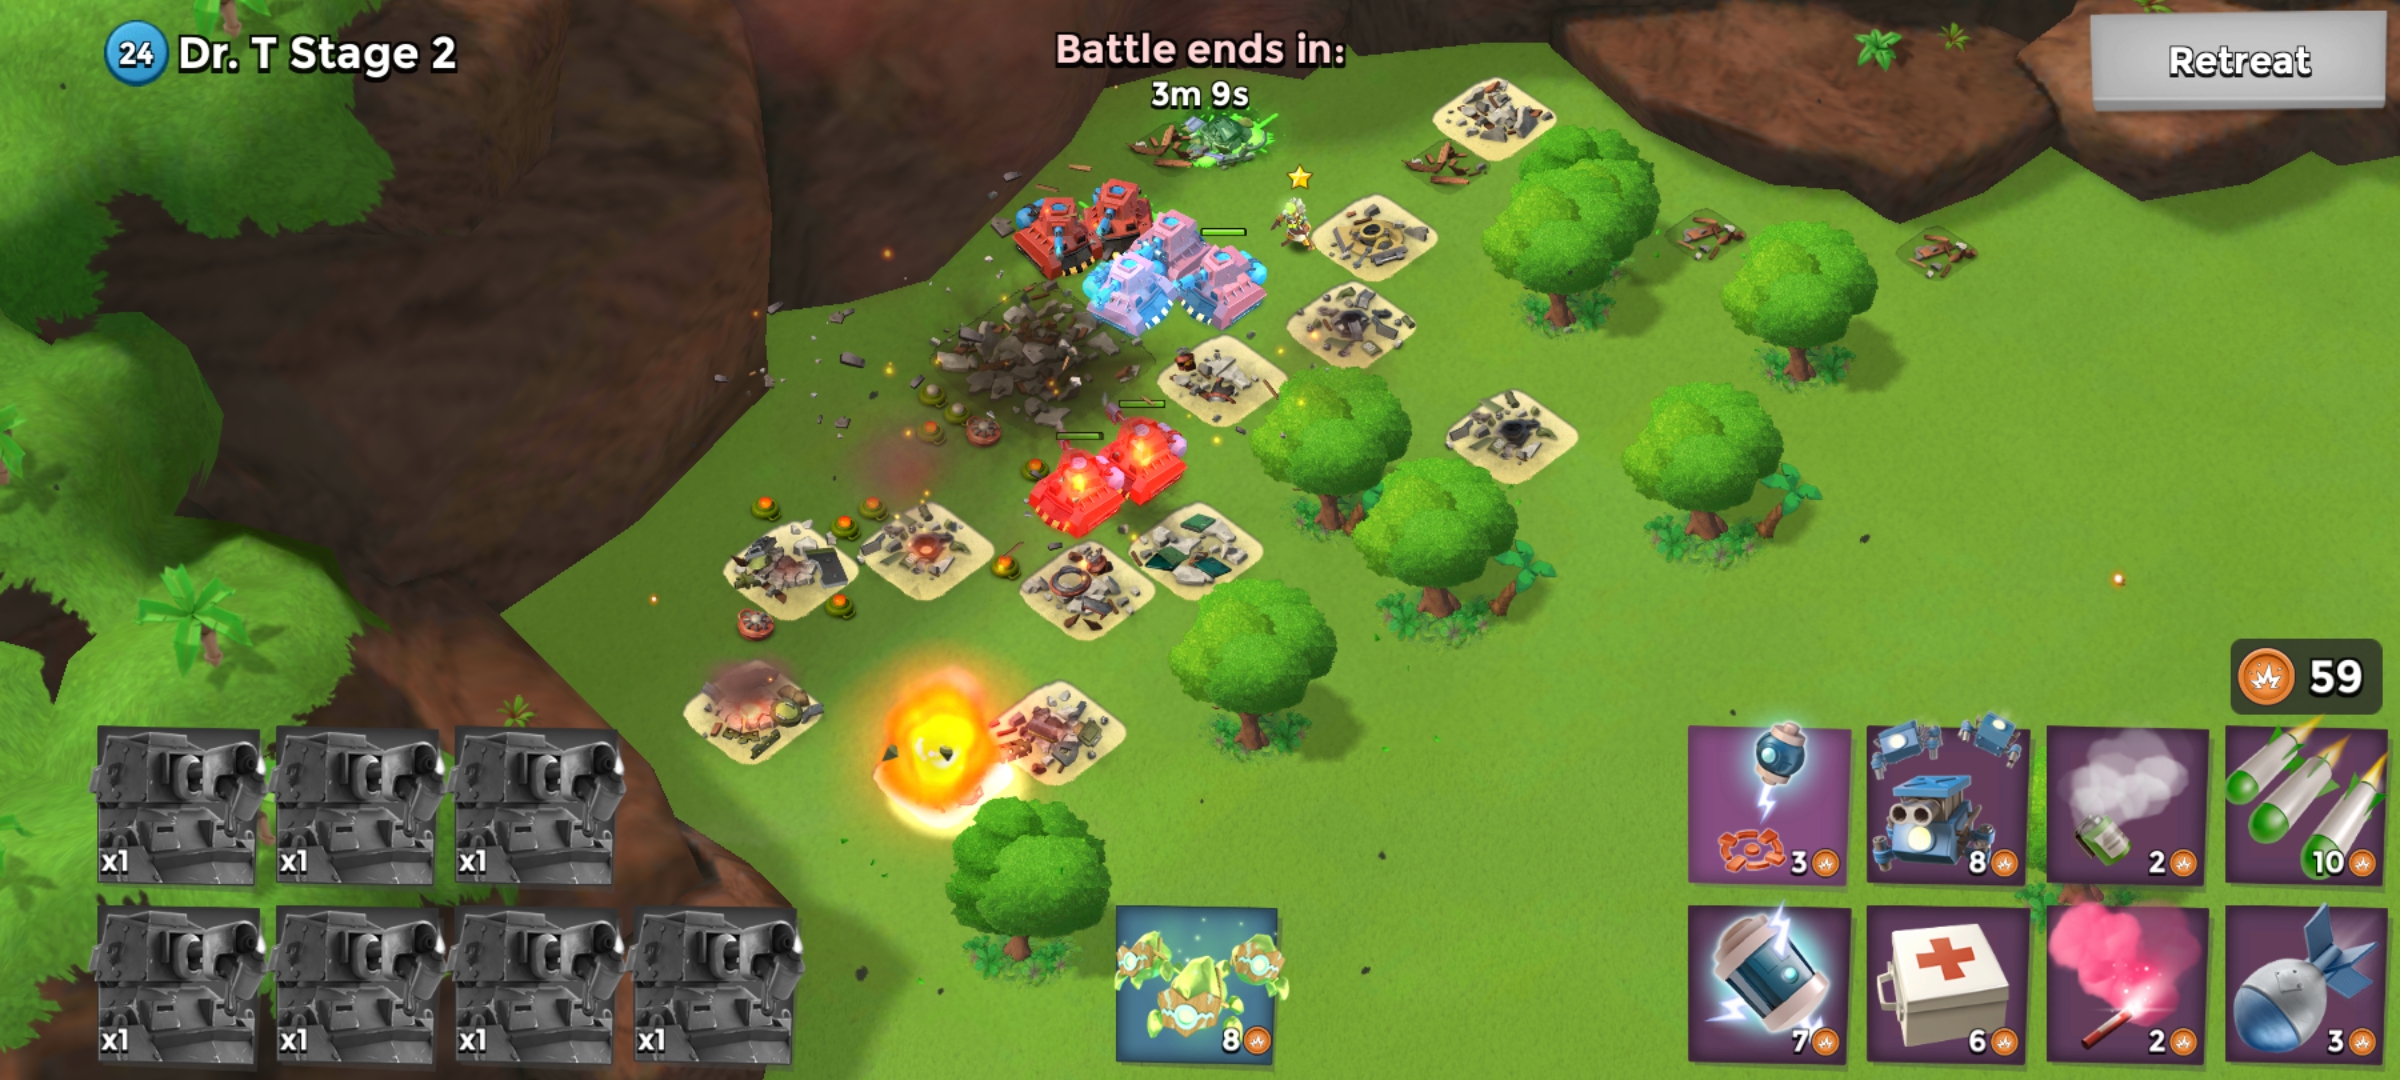 24 Dr. T Stage 2
Battle ends in:
3m 9s
Retreat
59
x1 x1 x1
3 8 2 10
x1 x1 x1 x1
8
7 6 2 3